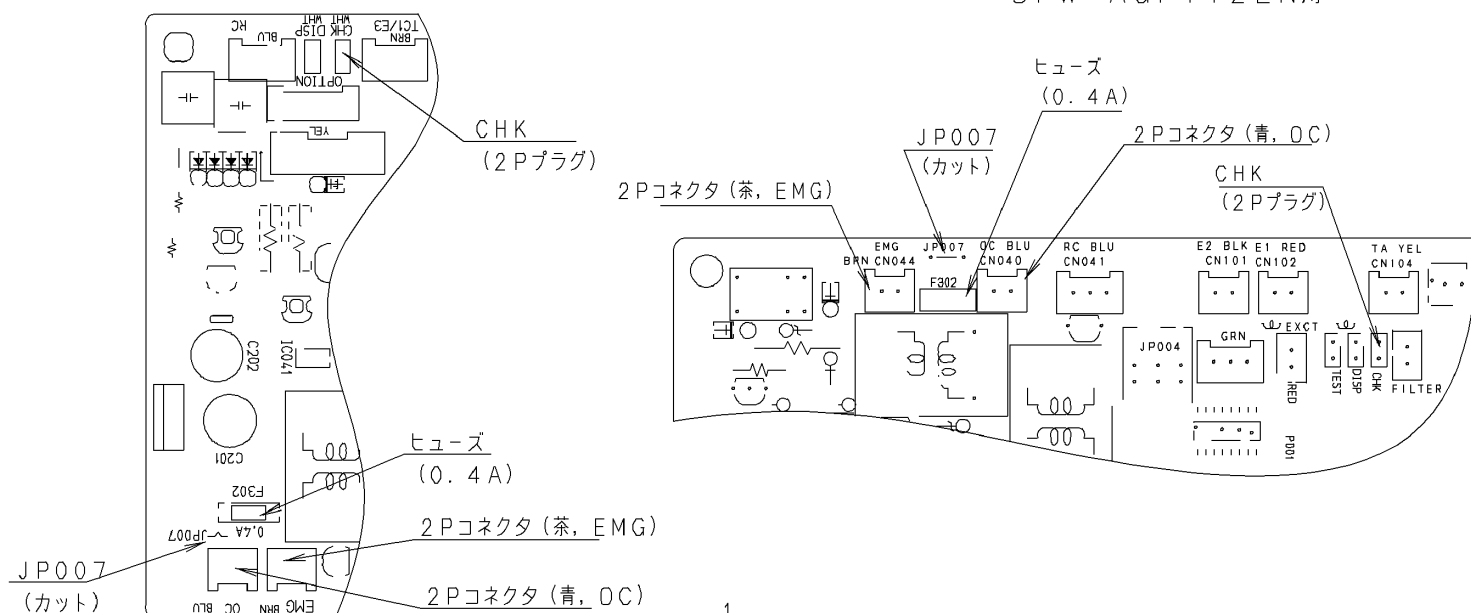 RC
BLU
DISP WHT
CHK WHT
TC1/E3
BRN
OPTION
YEL
CHK
(2Pプラグ)
C202
IC041
C201
ヒューズ
(0.4A)
F302
0.4A
JP007
JP007
(カット)
2Pコネクタ(茶,EMG)
2Pコネクタ(青,OC)
BLU OC
BRN EMG
1
ヒューズ
(0.4A)
JP007
(カット)
2Pコネクタ(青,OC)
2Pコネクタ(茶,EMG)
CHK
(2Pプラグ)
EMG
BRN CN044
JP007
OC BLU
CN040
RC BLU
CN041
E2 BLK
CN101
E1 RED
CN102
TA YEL
CN104
F302
JP004
GRN
EXCT
RED
TEST
DISP
CHK
FILTER
P001